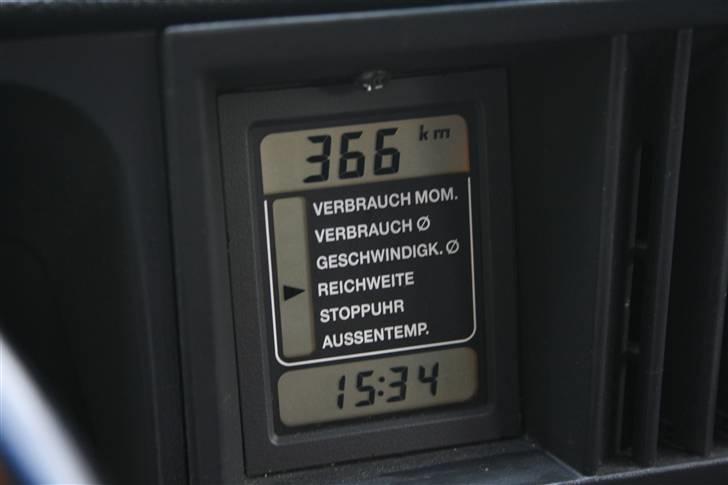 366 km
VERBRAUCH MOM.
VERBRAUCH Ø
GESCHWINDIGK. Ø
REICHWEITE
STOPPUHR
AUSSENTEMP.
15:34